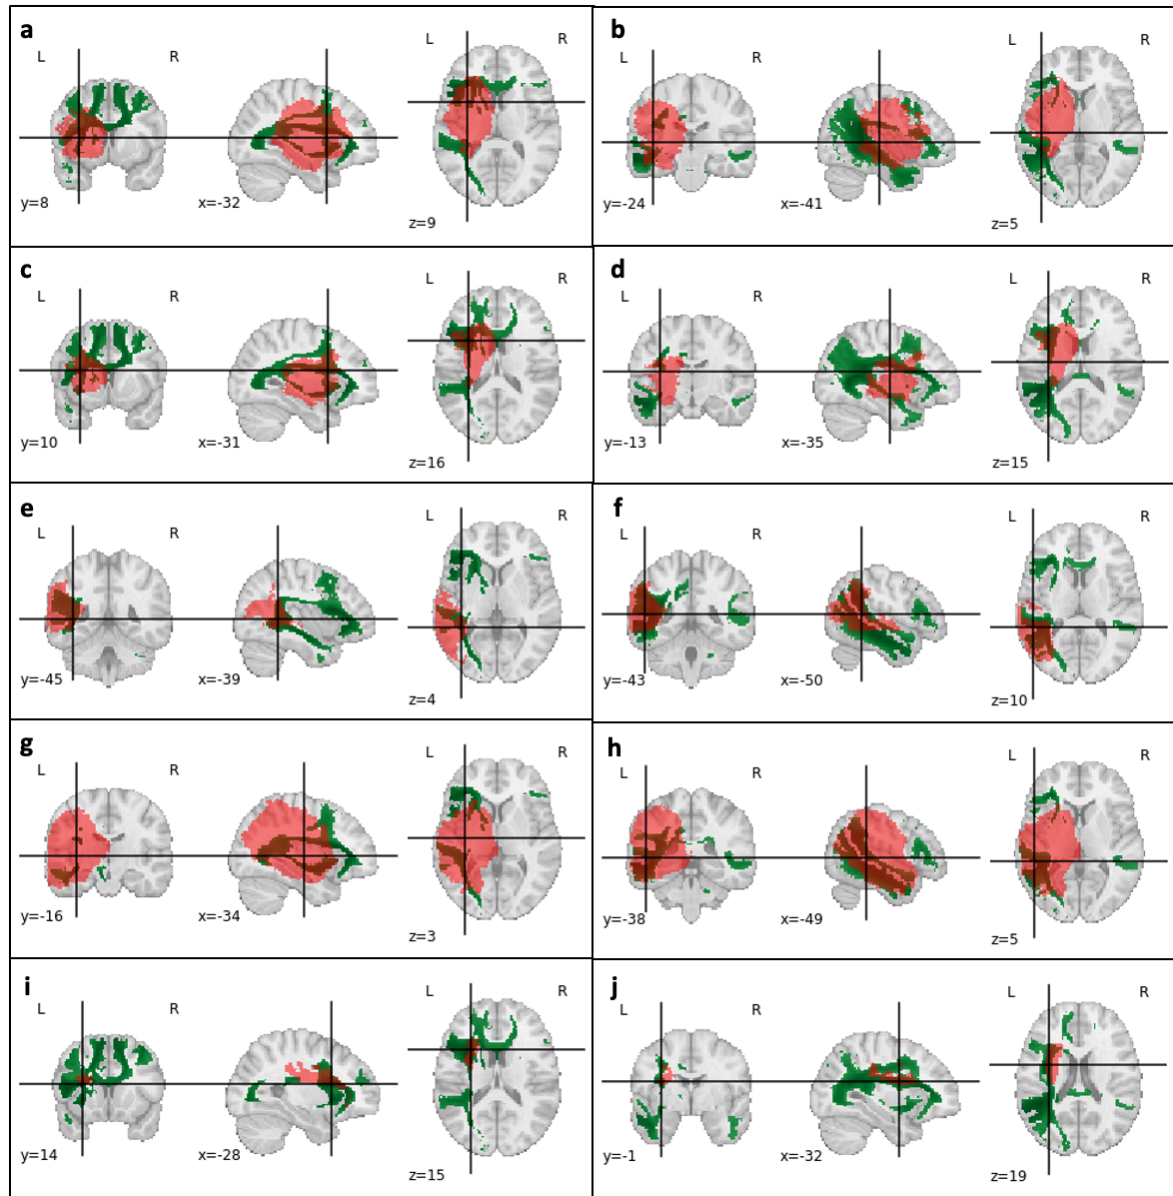 a
L R
y=8 x=-32 z=9
L R
b
L R
y=-24 x=-41 z=5
L R
c
L R
y=10 x=-31 z=16
L R
d
L R
y=-13 x=-35 z=15
L R
e
L R
y=-45 x=-39 z=4
L R
f
L R
y=-43 x=-50 z=10
L R
g
L R
y=-16 x=-34 z=3
L R
h
L R
y=-38 x=-49 z=5
L R
i
L R
y=14 x=-28 z=15
L R
j
L R
y=-1 x=-32 z=19
L R